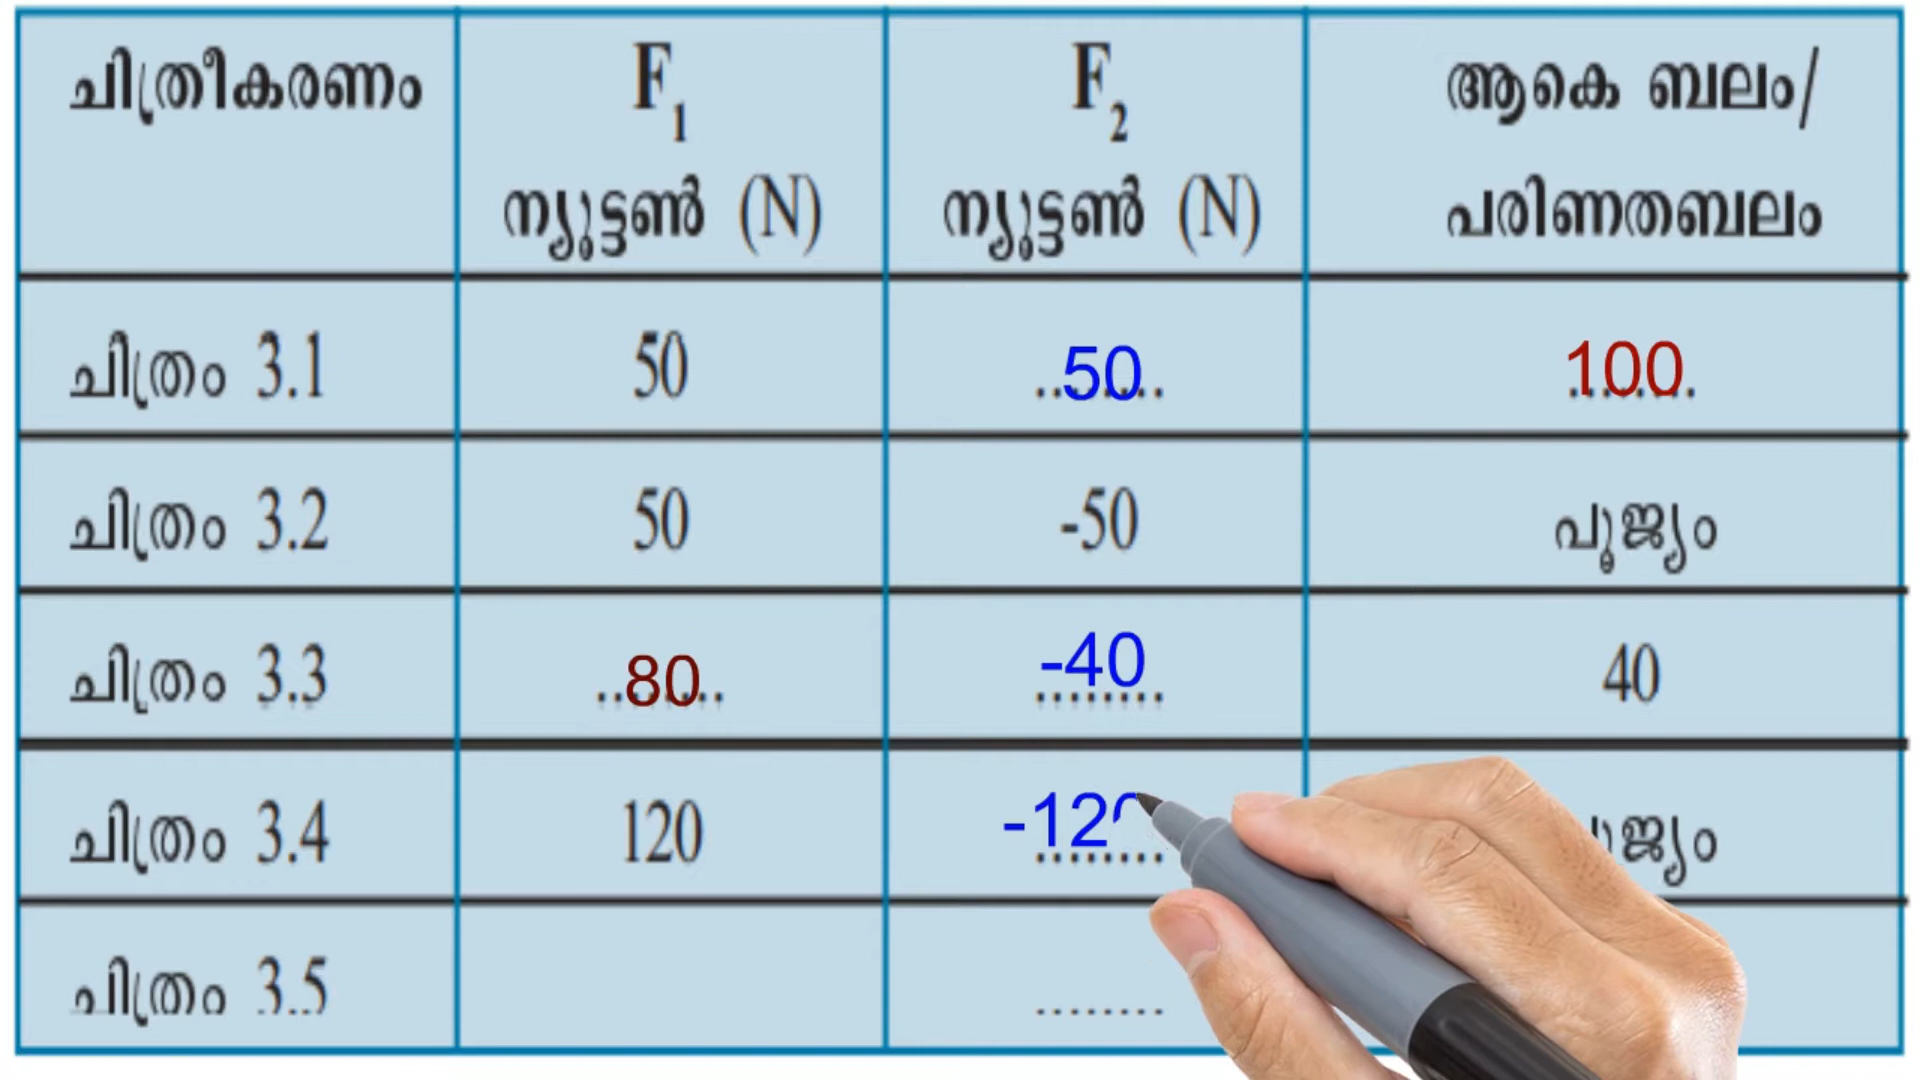 ചിത്രീകരണം F1 ന്യൂട്ടൺ (N) F2 ന്യൂട്ടൺ (N) ആകെ ബലം/ പരിണതബലം
ചിത്രം 3.1 50 50 100
ചിത്രം 3.2 50 -50 പൂജ്യം
ചിത്രം 3.3 80 -40 40
ചിത്രം 3.4 120
ചിത്രം 3.5